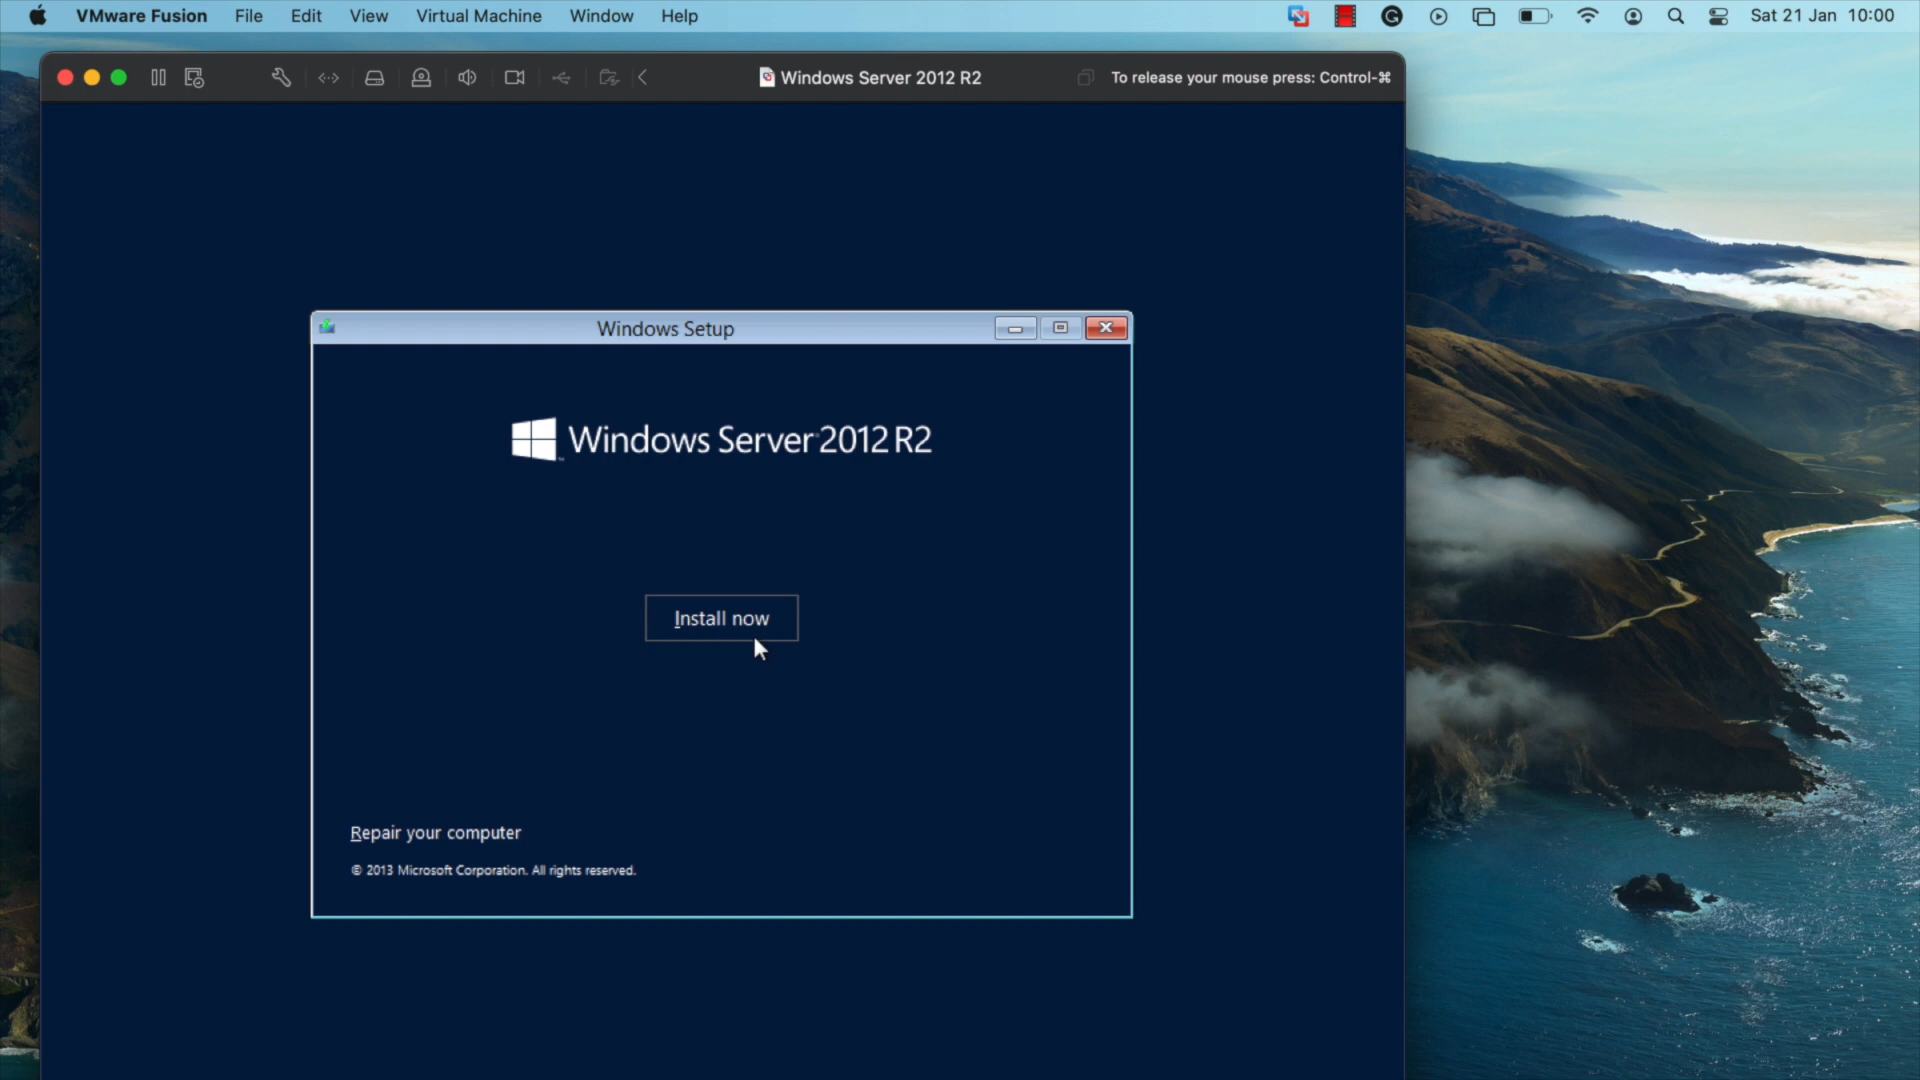 VMware Fusion File Edit View Virtual Machine Window Help Sat 21 Jan 10:00
Windows Server 2012 R2 To release your mouse press: Control-⌘
Windows Setup
Windows Server 2012 R2
Install now
Repair your computer
© 2013 Microsoft Corporation. All rights reserved.